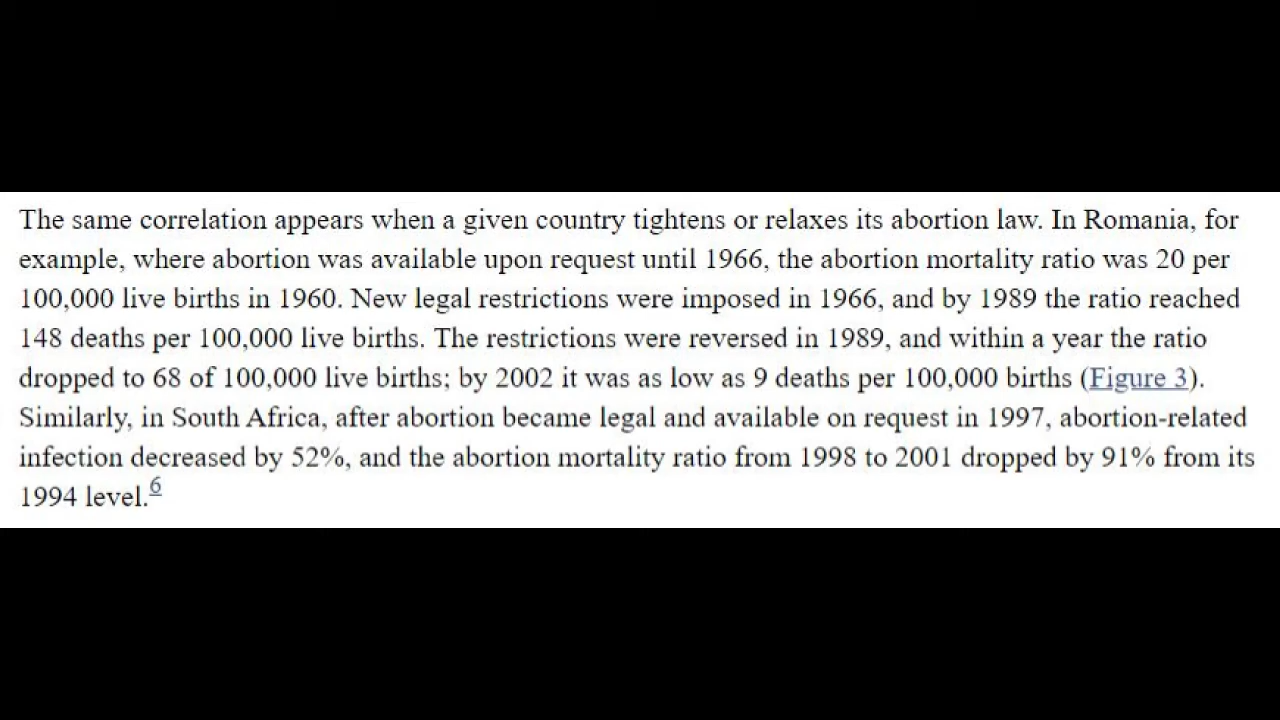 The same correlation appears when a given country tightens or relaxes its abortion law. In Romania, for
example, where abortion was available upon request until 1966, the abortion mortality ratio was 20 per
100,000 live births in 1960. New legal restrictions were imposed in 1966, and by 1989 the ratio reached
148 deaths per 100,000 live births. The restrictions were reversed in 1989, and within a year the ratio
dropped to 68 of 100,000 live births; by 2002 it was as low as 9 deaths per 100,000 births (Figure 3).
Similarly, in South Africa, after abortion became legal and available on request in 1997, abortion-related
infection decreased by 52%, and the abortion mortality ratio from 1998 to 2001 dropped by 91% from its
1994 level.6